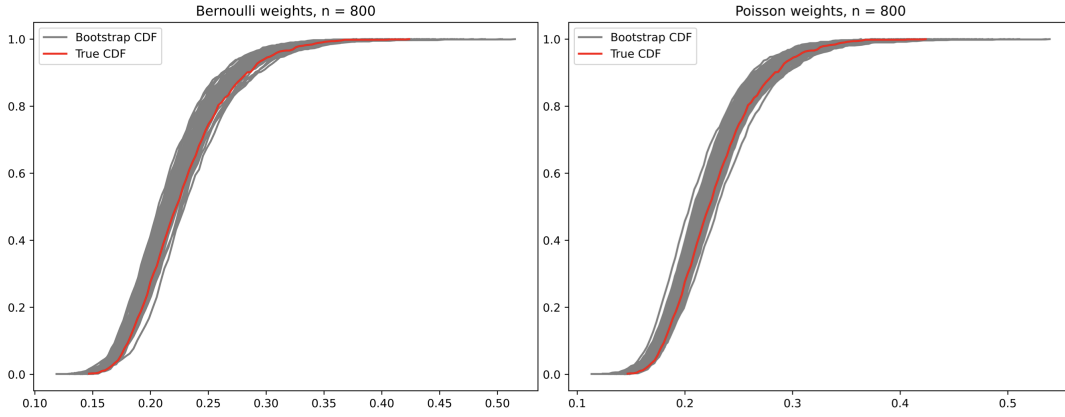 Bernoulli weights, n = 800
Bootstrap CDF
True CDF
1.0
0.8
0.6
0.4
0.2
0.0
0.10 0.15 0.20 0.25 0.30 0.35 0.40 0.45 0.50
Poisson weights, n = 800
Bootstrap CDF
True CDF
1.0
0.8
0.6
0.4
0.2
0.0
0.1 0.2 0.3 0.4 0.5